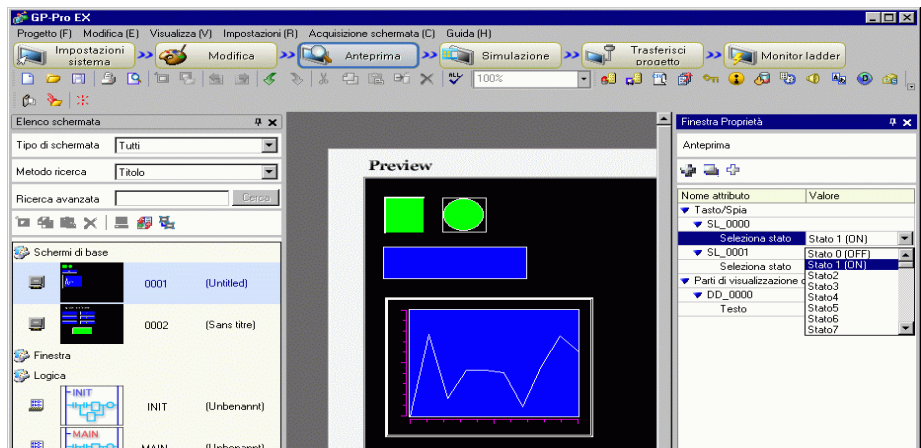 GP-Pro EX
Progetto (F) Modifica (E) Visualizza (V) Impostazioni (R) Acquisizione schermata (C) Guida (H)
Impostazioni sistema >> Modifica >> Anteprima >> Simulazione >> Trasferisci progetto >> Monitor ladder
100%
Elenco schermata
Tipo di schermata Tutti
Metodo ricerca Titolo
Ricerca avanzata Cerca
Schermi di base
0001 (Untitled)
0002 (Sans titre)
Finestra
Logica
INIT INIT (Unbenannt)
MAIN MAIN (Unbenannt)
Preview
Finestra Proprietà
Anteprima
Nome attributo Valore
Tasto/Spia
SL_0000
Seleziona stato Stato 1 (ON)
SL_0001 Stato 0 (OFF)
Stato 1 (ON)
Seleziona stato Stato2
Parti di visualizzazione Stato3
DD_0000 Stato4
Testo Stato5
Stato6
Stato7